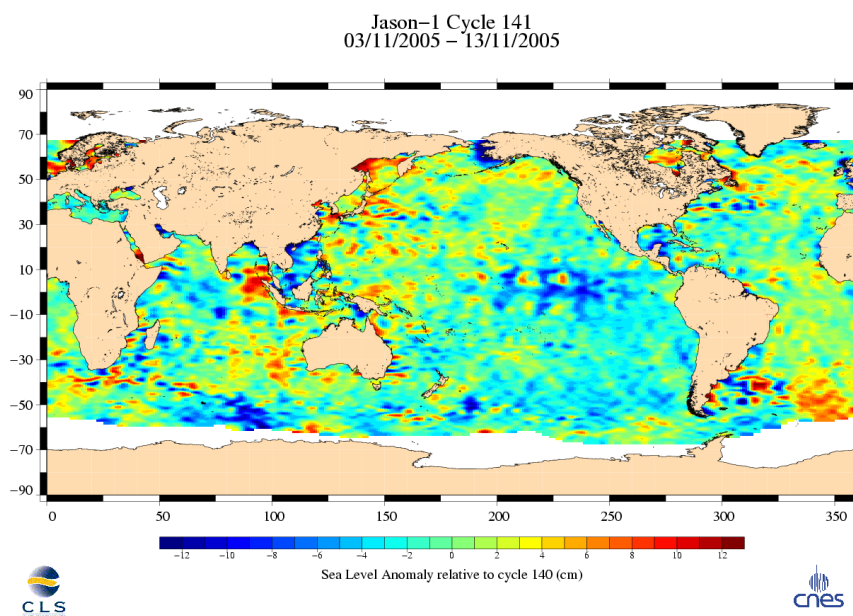 Jason−1 Cycle 141
03/11/2005 − 13/11/2005
90
70
50
30
10
−10
−30
−50
−70
−90
0 50 100 150 200 250 300 350
−12 −10 −8 −6 −4 −2 0 2 4 6 8 10 12
Sea Level Anomaly relative to cycle 140 (cm)
CLS
cnes